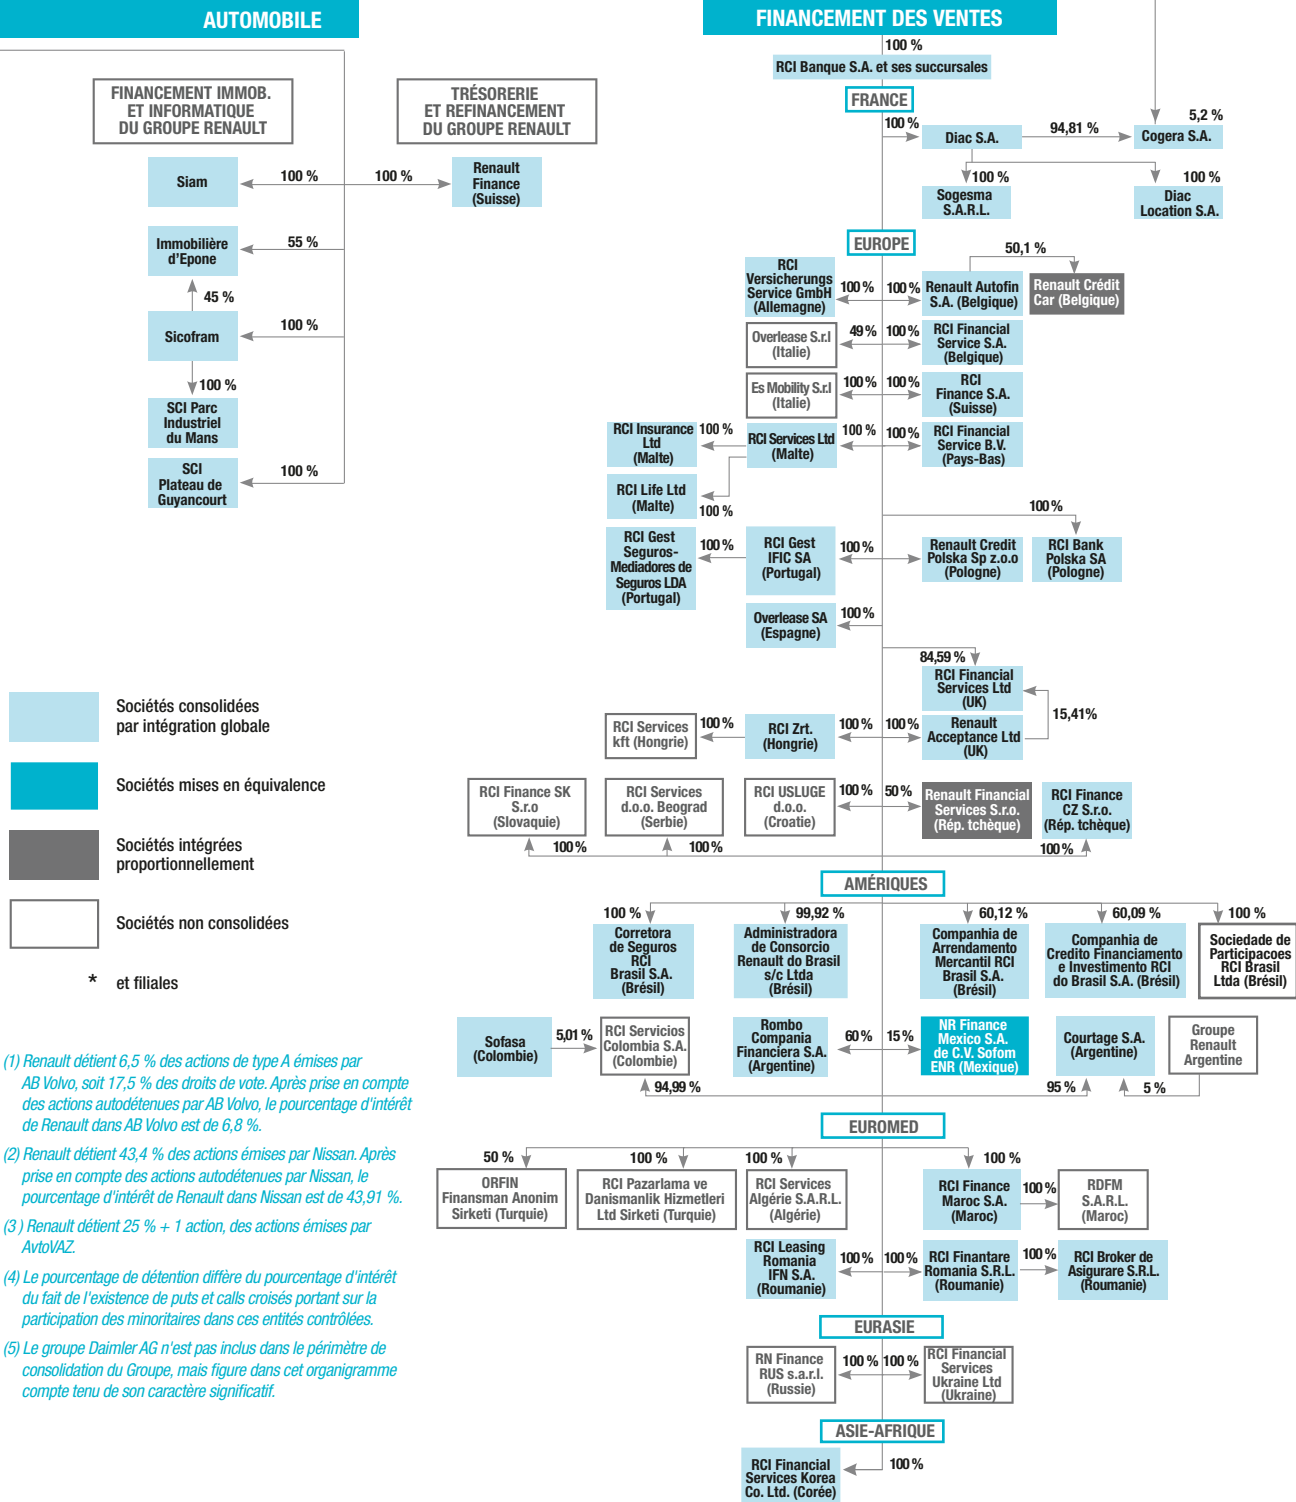 AUTOMOBILE
FINANCEMENT IMMOB.
ET INFORMATIQUE
DU GROUPE RENAULT
TRÉSORERIE
ET REFINANCEMENT
DU GROUPE RENAULT
Siam
100 %
100 %
Renault
Finance
(Suisse)
Immobilière
d'Epone
55 %
45 %
Sicofram
100 %
100 %
SCI Parc
Industriel
du Mans
SCI
Plateau de
Guyancourt
100 %
FINANCEMENT DES VENTES
100 %
RCI Banque S.A. et ses succursales
FRANCE
100 %
Diac S.A.
94,81 %
5,2 %
Cogera S.A.
100 %
Sogesma
S.A.R.L.
100 %
Diac
Location S.A.
EUROPE
50,1 %
RCI
Versicherungs
Service GmbH
(Allemagne)
100 %
100 %
Renault Autofin
S.A. (Belgique)
Renault Crédit
Car (Belgique)
Overlease S.r.l
(Italie)
49 %
100 %
RCI Financial
Service S.A.
(Belgique)
Es Mobility S.r.l
(Italie)
100 %
100 %
RCI
Finance S.A.
(Suisse)
RCI Insurance
Ltd
(Malte)
100 %
RCI Services Ltd
(Malte)
100 %
100 %
RCI Financial
Service B.V.
(Pays-Bas)
RCI Life Ltd
(Malte)
100 %
100 %
RCI Gest
Seguros-
Mediadores de
Seguros LDA
(Portugal)
100 %
RCI Gest
IFIC SA
(Portugal)
100 %
Renault Credit
Polska Sp z.o.o
(Pologne)
RCI Bank
Polska SA
(Pologne)
Overlease SA
(Espagne)
100 %
84,59 %
RCI Financial
Services Ltd
(UK)
15,41%
RCI Services
kft (Hongrie)
100 %
RCI Zrt.
(Hongrie)
100 %
100 %
Renault
Acceptance Ltd
(UK)
RCI Finance SK
S.r.o
(Slovaquie)
RCI Services
d.o.o. Beograd
(Serbie)
RCI USLUGE
d.o.o.
(Croatie)
100 %
50 %
Renault Financial
Services S.r.o.
(Rép. tchèque)
RCI Finance
CZ S.r.o.
(Rép. tchèque)
100 %
100 %
100 %
AMÉRIQUES
100 %
99,92 %
60,12 %
60,09 %
100 %
Corretora
de Seguros
RCI
Brasil S.A.
(Brésil)
Administradora
de Consorcio
Renault do Brasil
s/c Ltda
(Brésil)
Companhia de
Arrendamento
Mercantil RCI
Brasil S.A.
(Brésil)
Companhia de
Credito Financiamento
e Investimento RCI
do Brasil S.A. (Brésil)
Sociedade de
Participacoes
RCI Brasil
Ltda (Brésil)
Sofasa
(Colombie)
5,01 %
RCI Servicios
Colombia S.A.
(Colombie)
Rombo
Compania
Financiera S.A.
(Argentine)
60 %
15 %
NR Finance
Mexico S.A.
de C.V. Sofom
ENR (Mexique)
Courtage S.A.
(Argentine)
Groupe
Renault
Argentine
94,99 %
95 %
5 %
EUROMED
50 %
100 %
100 %
100 %
ORFIN
Finansman Anonim
Sirketi (Turquie)
RCI Pazarlama ve
Danismanlik Hizmetleri
Ltd Sirketi (Turquie)
RCI Services
Algérie S.A.R.L.
(Algérie)
RCI Finance
Maroc S.A.
(Maroc)
100 %
RDFM
S.A.R.L.
(Maroc)
RCI Leasing
Romania
IFN S.A.
(Roumanie)
100 %
100 %
RCI Finantare
Romania S.R.L.
(Roumanie)
100 %
RCI Broker de
Asigurare S.R.L.
(Roumanie)
EURASIE
RN Finance
RUS s.a.r.l.
(Russie)
100 %
100 %
RCI Financial
Services
Ukraine Ltd
(Ukraine)
ASIE-AFRIQUE
RCI Financial
Services Korea
Co. Ltd. (Corée)
100 %
Sociétés consolidées
par intégration globale
Sociétés mises en équivalence
Sociétés intégrées
proportionnellement
Sociétés non consolidées
* et filiales
(1) Renault détient 6,5 % des actions de type A émises par
AB Volvo, soit 17,5 % des droits de vote. Après prise en compte
des actions autodétenues par AB Volvo, le pourcentage d'intérêt
de Renault dans AB Volvo est de 6,8 %.
(2) Renault détient 43,4 % des actions émises par Nissan. Après
prise en compte des actions autodétenues par Nissan, le
pourcentage d'intérêt de Renault dans Nissan est de 43,91 %.
(3 ) Renault détient 25 % + 1 action, des actions émises par
AvtoVAZ.
(4) Le pourcentage de détention diffère du pourcentage d'intérêt
du fait de l'existence de puts et calls croisés portant sur la
participation des minoritaires dans ces entités contrôlées.
(5) Le groupe Daimler AG n'est pas inclus dans le périmètre de
consolidation du Groupe, mais figure dans cet organigramme
compte tenu de son caractère significatif.